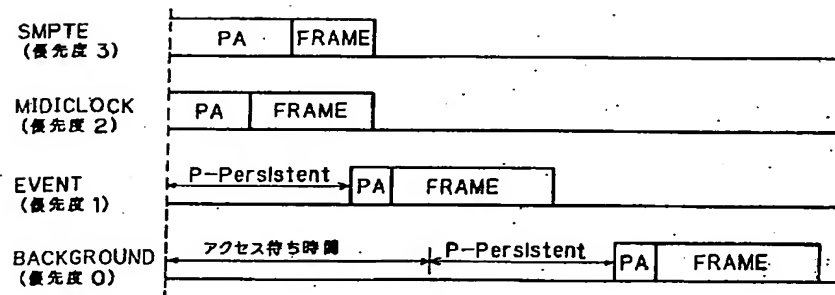 SMPTE
(優先度 3)
PA
FRAME
MIDICLOCK
(優先度 2)
PA
FRAME
EVENT
(優先度 1)
P-Persistent
PA
FRAME
BACKGROUND
(優先度 0)
アクセス待ち時間
P-Persistent
PA
FRAME